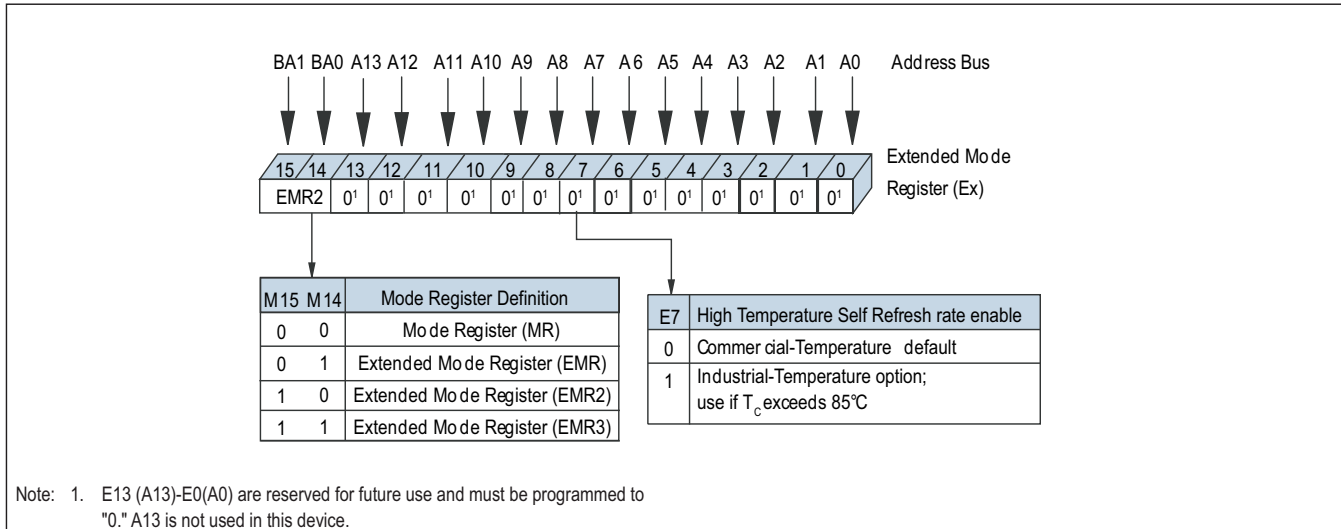 BA1 BA0 A13 A12 A11 A10 A9 A8 A7 A6 A5 A4 A3 A2 A1 A0 Address Bus
15 14 13 12 11 10 9 8 7 6 5 4 3 2 1 0
Extended Mode
Register (Ex)
EMR2 0¹ 0¹ 0¹ 0¹ 0¹ 0¹ 0¹ 0¹ 0¹ 0¹ 0¹ 0¹ 0¹ 0¹
M15 M14 Mode Register Definition
0 0 Mode Register (MR)
0 1 Extended Mode Register (EMR)
1 0 Extended Mode Register (EMR2)
1 1 Extended Mode Register (EMR3)
E7 High Temperature Self Refresh rate enable
0 Commercial-Temperature default
1 Industrial-Temperature option;
use if TC exceeds 85°C
Note: 1. E13 (A13)-E0(A0) are reserved for future use and must be programmed to
"0." A13 is not used in this device.